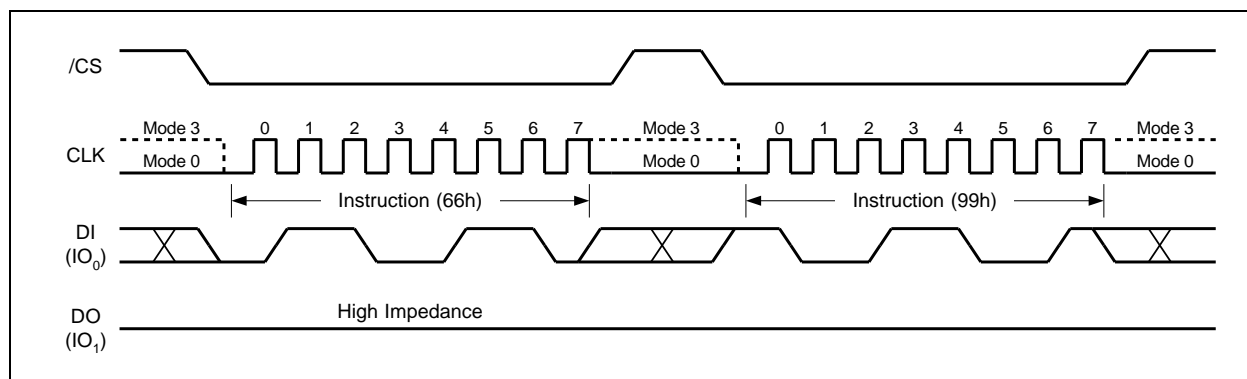 /CS
Mode 3 0 1 2 3 4 5 6 7 Mode 3 0 1 2 3 4 5 6 7 Mode 3
CLK Mode 0 Mode 0 Mode 0
Instruction (66h) Instruction (99h)
DI
(IO0)
High Impedance
DO
(IO1)